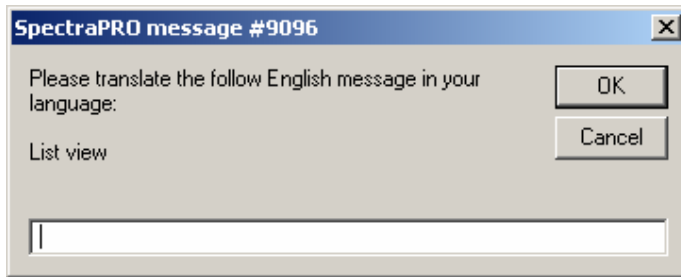 SpectraPRO message #9096
Please translate the follow English message in your
language:
OK
Cancel
List view